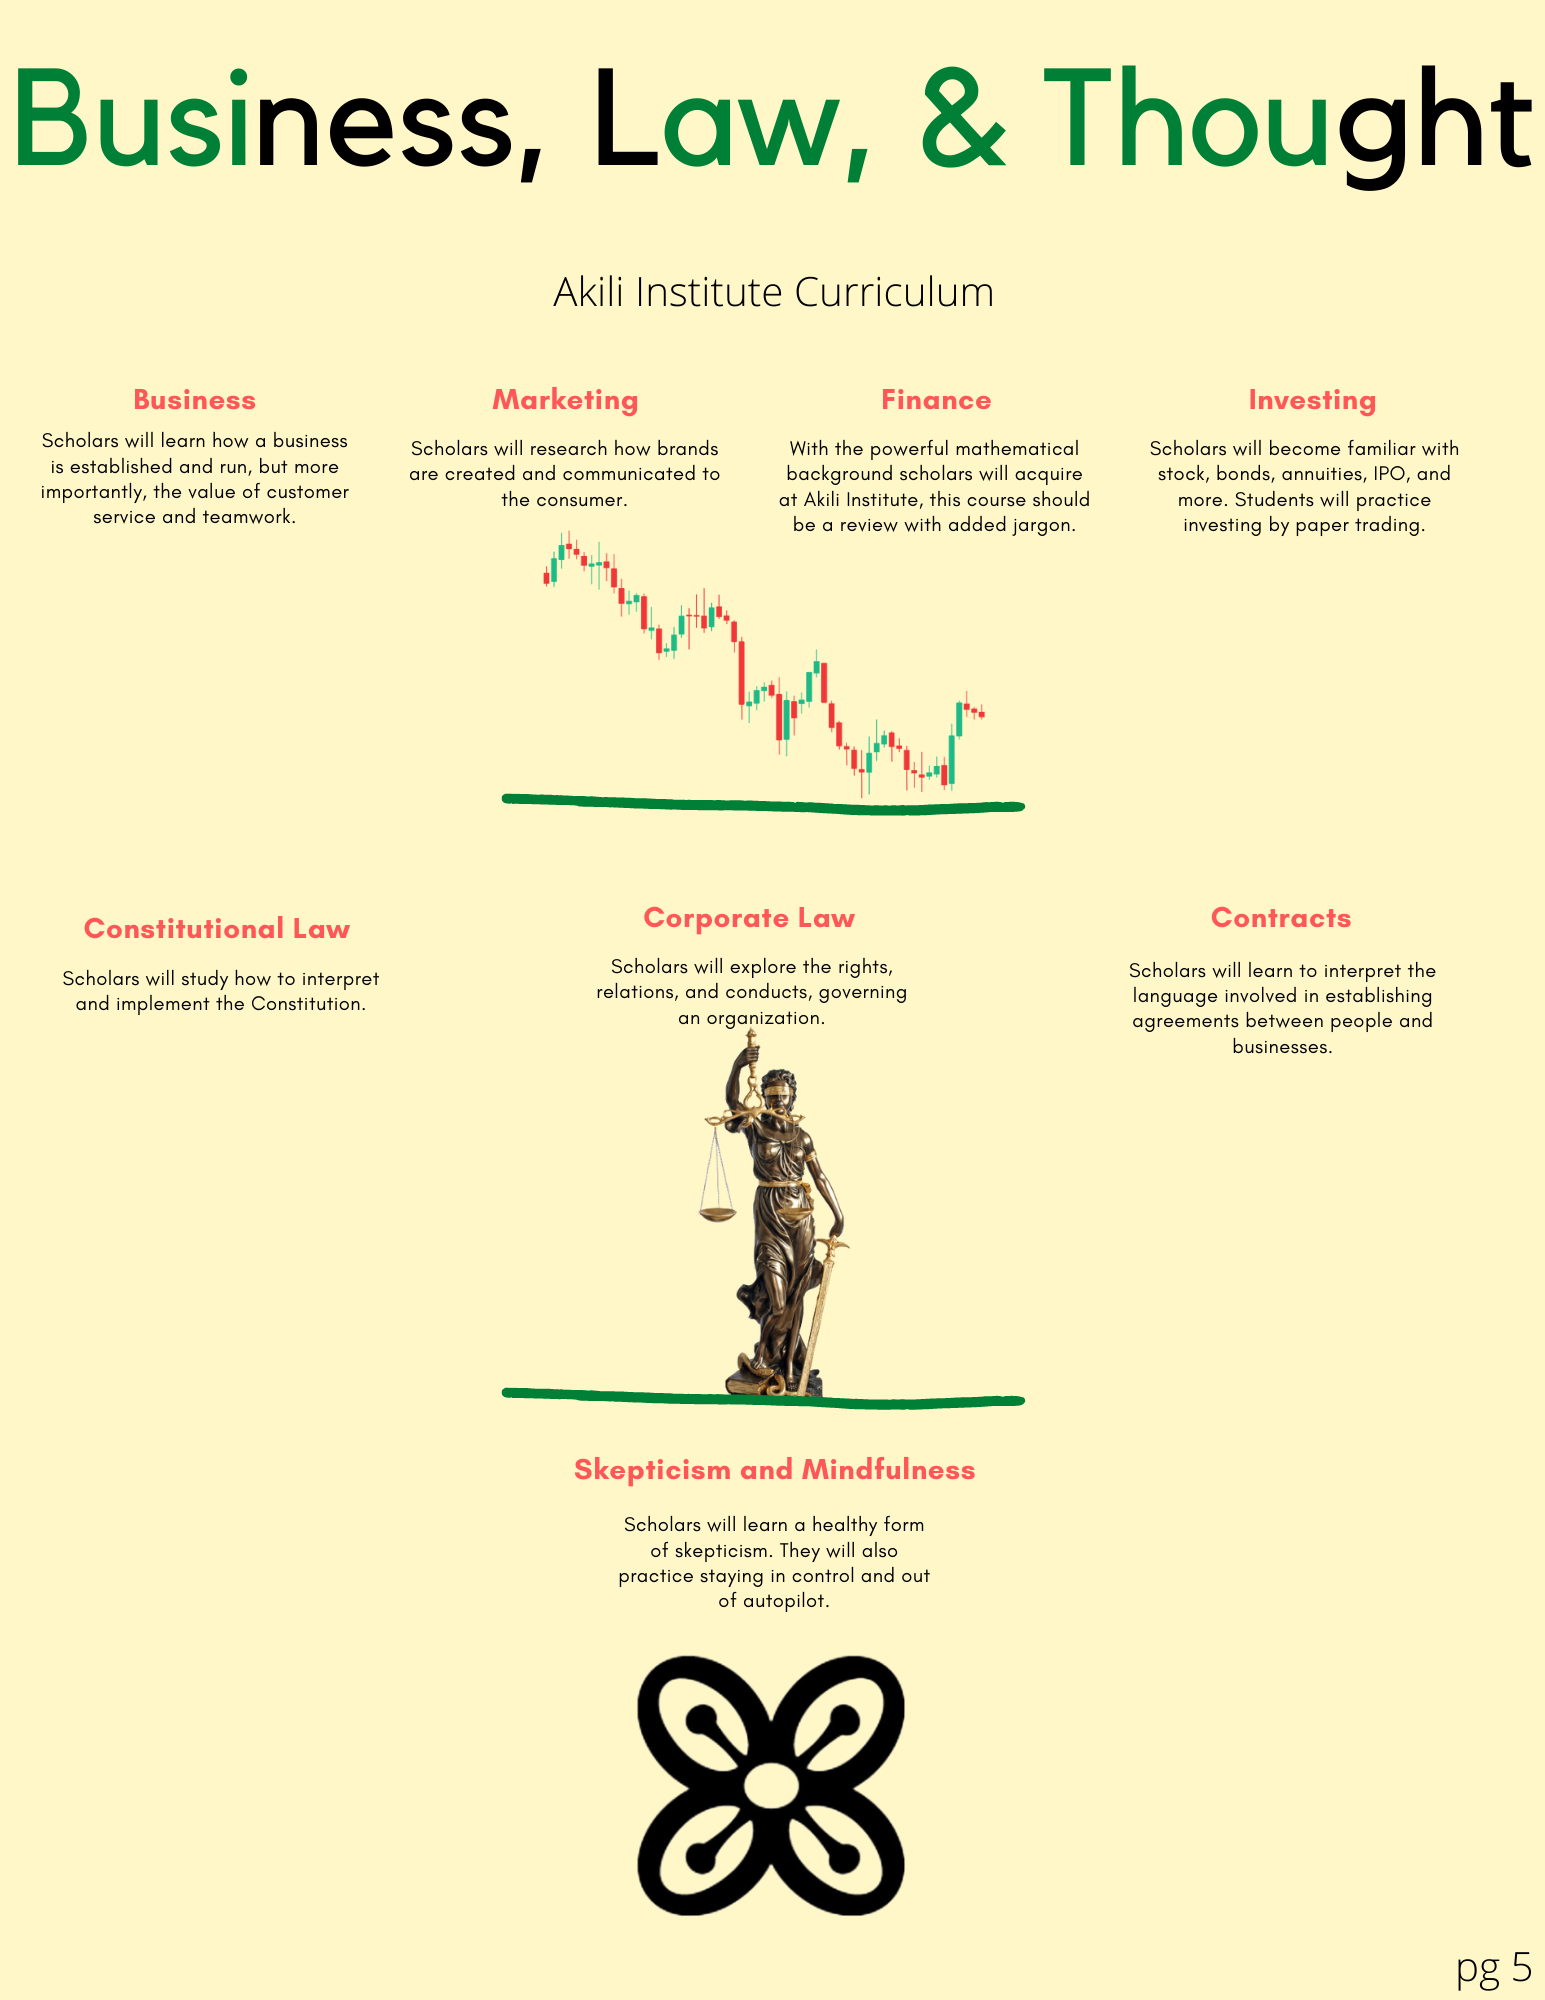 Business, Law, & Thought
Akili Institute Curriculum
Business
Scholars will learn how a business
is established and run, but more
importantly, the value of customer
service and teamwork.
Marketing
Scholars will research how brands
are created and communicated to
the consumer.
Finance
With the powerful mathematical
background scholars will acquire
at Akili Institute, this course should
be a review with added jargon.
Investing
Scholars will become familiar with
stock, bonds, annuities, IPO, and
more. Students will practice
investing by paper trading.
Constitutional Law
Scholars will study how to interpret
and implement the Constitution.
Corporate Law
Scholars will explore the rights,
relations, and conducts, governing
an organization.
Contracts
Scholars will learn to interpret the
language involved in establishing
agreements between people and
businesses.
Skepticism and Mindfulness
Scholars will learn a healthy form
of skepticism. They will also
practice staying in control and out
of autopilot.
pg 5